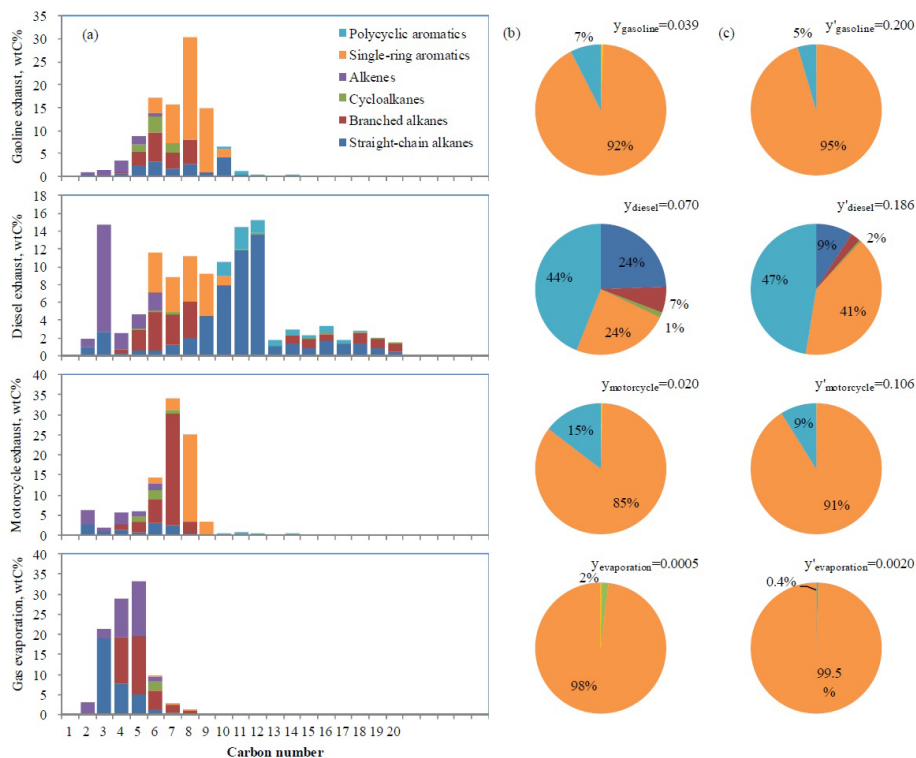 (a)
Polycyclic aromatics
Single-ring aromatics
Alkenes
Cycloalkanes
Branched alkanes
Straight-chain alkanes
Gaoline exhaust, wtC%
35
30
25
20
15
10
5
0
(b)
y gasoline=0.039
7%
92%
(c)
y' gasoline=0.200
5%
95%
Diesel exhaust, wtC%
18
16
14
12
10
8
6
4
2
0
y diesel=0.070
44%
24%
7%
1%
24%
y' diesel=0.186
9%
2%
47%
41%
Motorcycle exhaust, wtC%
40
35
30
25
20
15
10
5
0
y motorcycle=0.020
15%
85%
y' motorcycle=0.106
9%
91%
Gas evaporation, wtC%
40
35
30
25
20
15
10
5
0
y evaporation=0.0005
2%
98%
y' evaporation=0.0020
0.4%
99.5
%
1 2 3 4 5 6 7 8 9 10 11 12 13 14 15 16 17 18 19 20
Carbon number